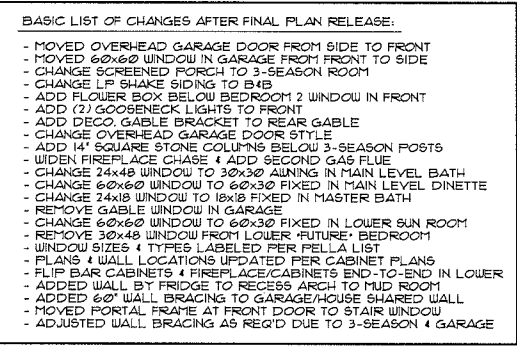 BASIC LIST OF CHANGES AFTER FINAL PLAN RELEASE:
- MOVED OVERHEAD GARAGE DOOR FROM SIDE TO FRONT
- MOVED 60x60 WINDOW IN GARAGE FROM FRONT TO SIDE
- CHANGE SCREENED PORCH TO 3-SEASON ROOM
- CHANGE LP SHAKE SIDING TO B&B
- ADD FLOWER BOX BELOW BEDROOM 2 WINDOW IN FRONT
- ADD (2) GOOSENECK LIGHTS TO FRONT
- ADD DECO. GABLE BRACKET TO REAR GABLE
- CHANGE OVERHEAD GARAGE DOOR STYLE
- ADD 14" SQUARE STONE COLUMNS BELOW 3-SEASON POSTS
- WIDEN FIREPLACE CHASE & ADD SECOND GAS FLUE
- CHANGE 24x48 WINDOW TO 30x30 AWNING IN MAIN LEVEL BATH
- CHANGE 60x60 WINDOW TO 60x30 FIXED IN MAIN LEVEL DINETTE
- CHANGE 24x18 WINDOW TO 18x18 FIXED IN MASTER BATH
- REMOVE GABLE WINDOW IN GARAGE
- CHANGE 60x60 WINDOW TO 60x30 FIXED IN LOWER SUN ROOM
- REMOVE 30x48 WINDOW FROM LOWER "FUTURE" BEDROOM
- WINDOW SIZES & TYPES LABELED PER PELLA LIST
- PLANS & WALL LOCATIONS UPDATED PER CABINET PLANS
- FLIP BAR CABINETS & FIREPLACE/CABINETS END-TO-END IN LOWER
- ADDED WALL BY FRIDGE TO RECESS ARCH TO MUD ROOM
- ADDED 60" WALL BRACING TO GARAGE/HOUSE SHARED WALL
- MOVED PORTAL FRAME AT FRONT DOOR TO STAIR WINDOW
- ADJUSTED WALL BRACING AS REQ'D DUE TO 3-SEASON & GARAGE